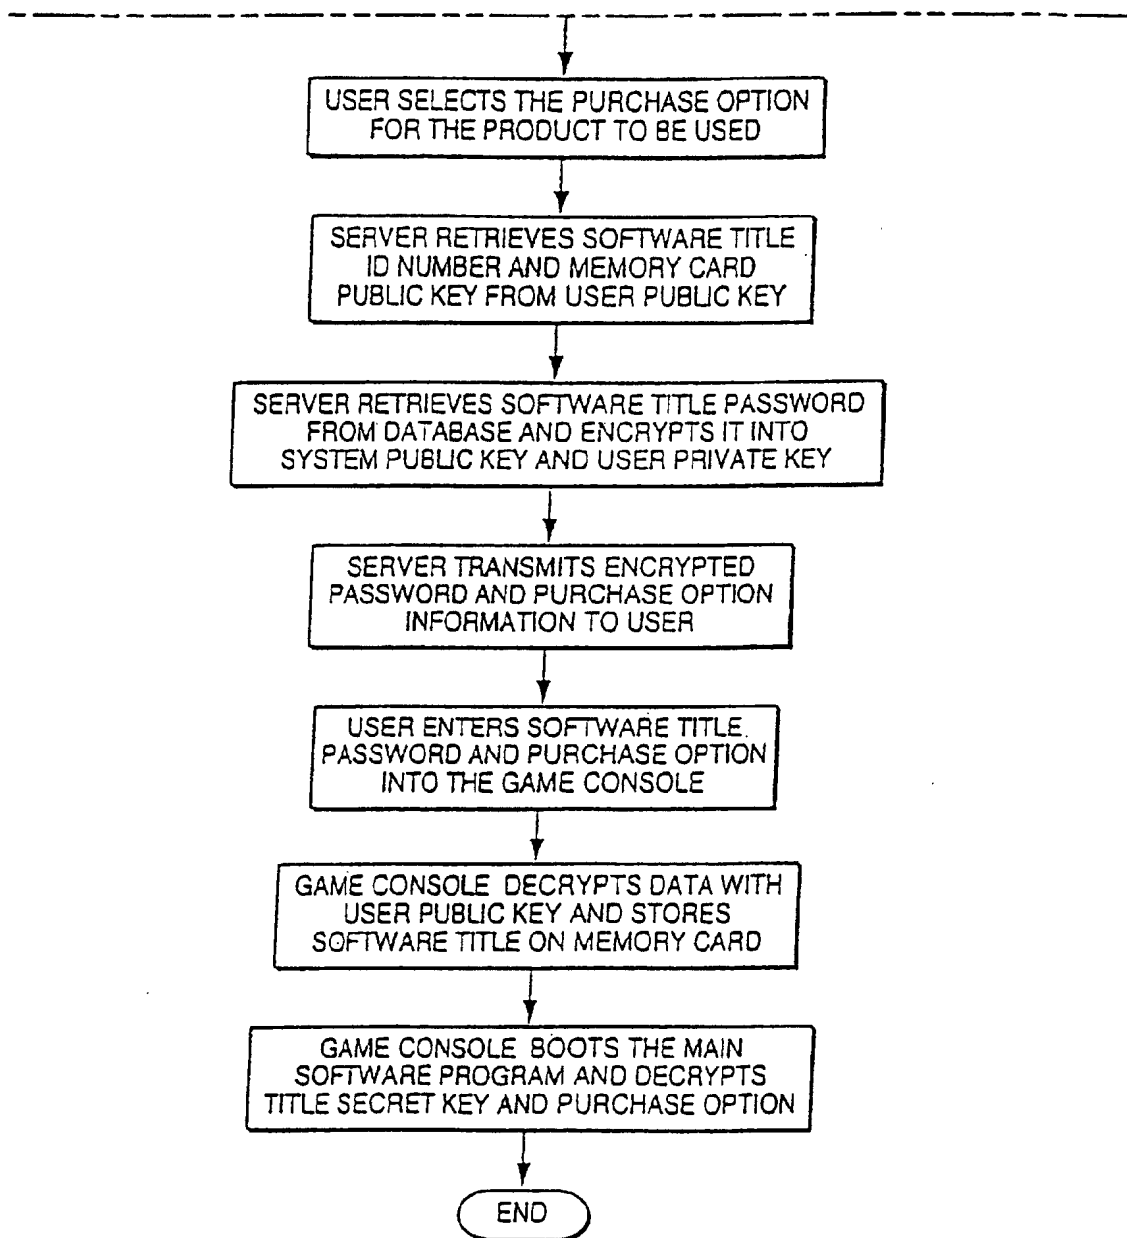 USER SELECTS THE PURCHASE OPTION
FOR THE PRODUCT TO BE USED
SERVER RETRIEVES SOFTWARE TITLE
ID NUMBER AND MEMORY CARD
PUBLIC KEY FROM USER PUBLIC KEY
SERVER RETRIEVES SOFTWARE TITLE PASSWORD
FROM DATABASE AND ENCRYPTS IT INTO
SYSTEM PUBLIC KEY AND USER PRIVATE KEY
SERVER TRANSMITS ENCRYPTED
PASSWORD AND PURCHASE OPTION
INFORMATION TO USER
USER ENTERS SOFTWARE TITLE
PASSWORD AND PURCHASE OPTION
INTO THE GAME CONSOLE
GAME CONSOLE DECRYPTS DATA WITH
USER PUBLIC KEY AND STORES
SOFTWARE TITLE ON MEMORY CARD
GAME CONSOLE BOOTS THE MAIN
SOFTWARE PROGRAM AND DECRYPTS
TITLE SECRET KEY AND PURCHASE OPTION
END